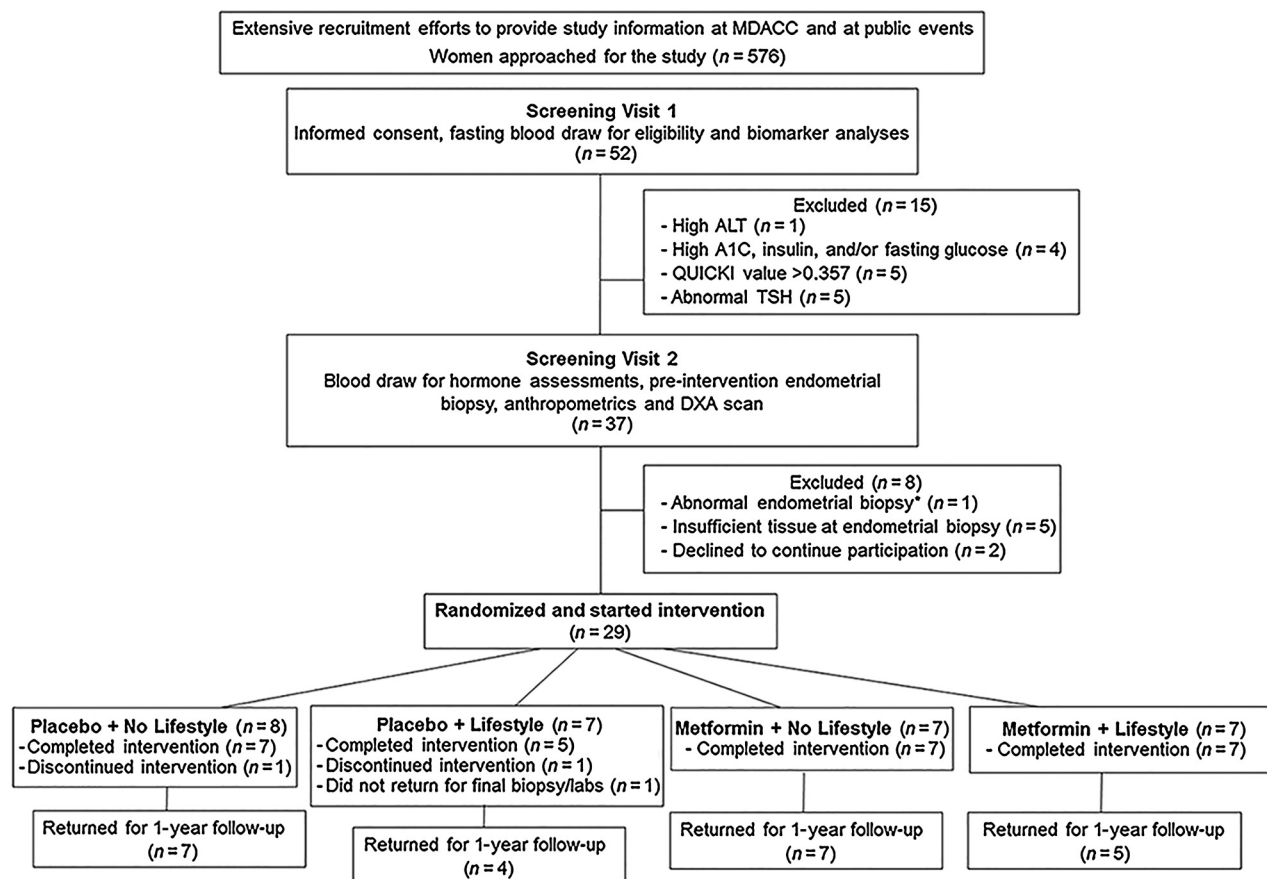 Extensive recruitment efforts to provide study information at MDACC and at public events
Women approached for the study (n = 576)
Screening Visit 1
Informed consent, fasting blood draw for eligibility and biomarker analyses
(n = 52)
Excluded (n = 15)
- High ALT (n = 1)
- High A1C, insulin, and/or fasting glucose (n = 4)
- QUICKI value >0.357 (n = 5)
- Abnormal TSH (n = 5)
Screening Visit 2
Blood draw for hormone assessments, pre-intervention endometrial
biopsy, anthropometrics and DXA scan
(n = 37)
Excluded (n = 8)
- Abnormal endometrial biopsy* (n = 1)
- Insufficient tissue at endometrial biopsy (n = 5)
- Declined to continue participation (n = 2)
Randomized and started intervention
(n = 29)
Placebo + No Lifestyle (n = 8)
- Completed intervention (n = 7)
- Discontinued intervention (n = 1)
Returned for 1-year follow-up
(n = 7)
Placebo + Lifestyle (n = 7)
- Completed intervention (n = 5)
- Discontinued intervention (n = 1)
- Did not return for final biopsy/labs (n = 1)
Returned for 1-year follow-up
(n = 4)
Metformin + No Lifestyle (n = 7)
- Completed intervention (n = 7)
Returned for 1-year follow-up
(n = 7)
Metformin + Lifestyle (n = 7)
- Completed intervention (n = 7)
Returned for 1-year follow-up
(n = 5)